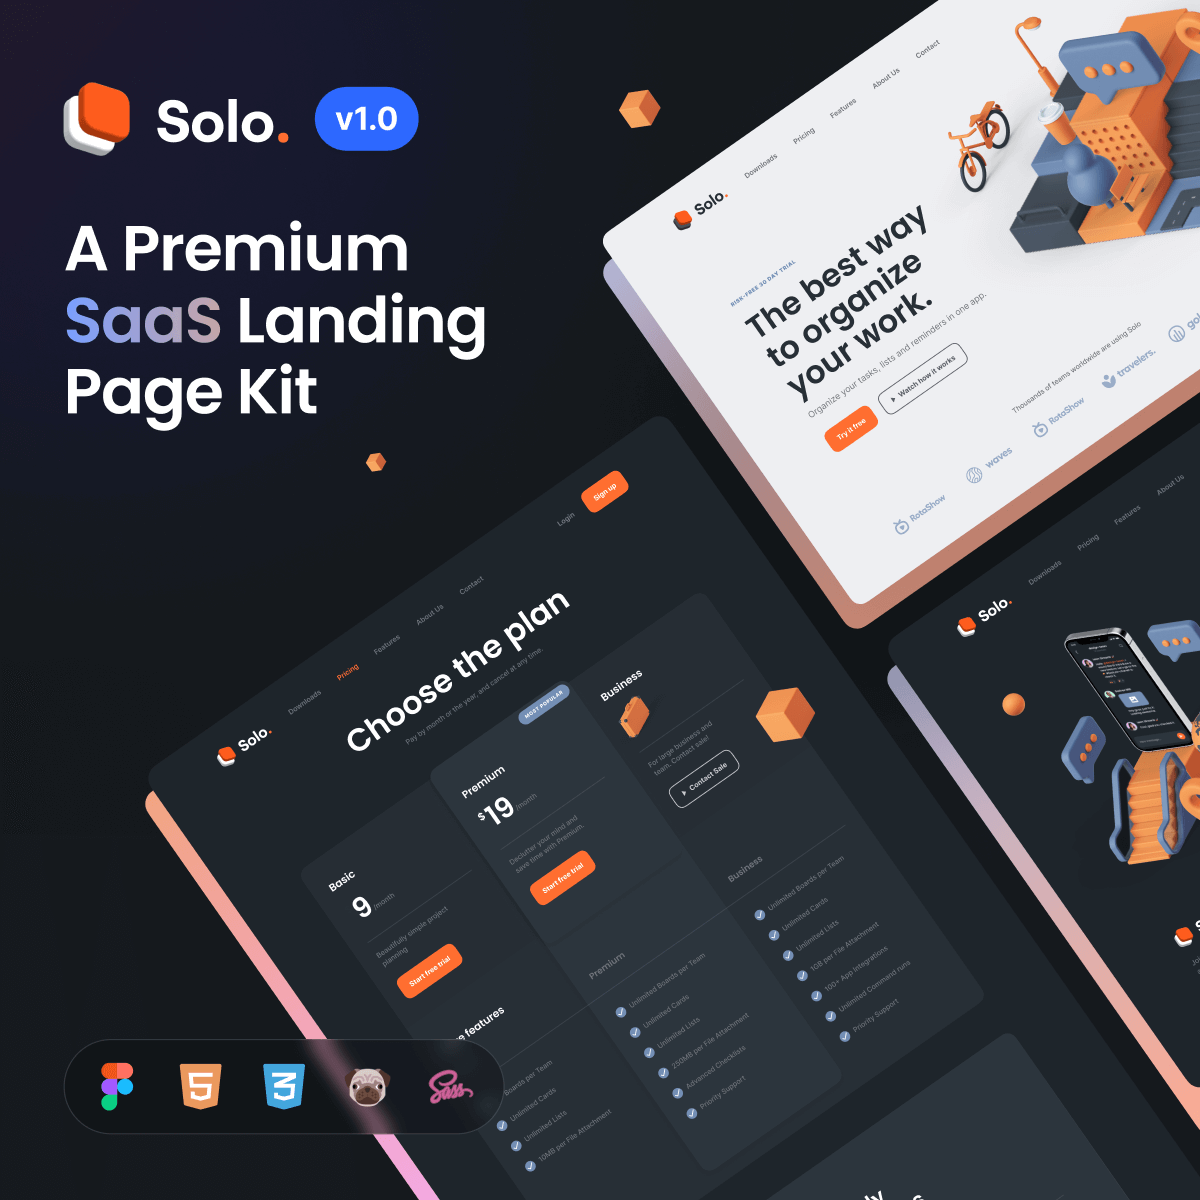 Solo.
v1.0
A Premium
SaaS Landing
Page Kit
Solo.
Downloads
Pricing
Features
About Us
Contact
RISK-FREE 30 DAY TRIAL
The best way
to organize
your work.
Organize your tasks, lists and reminders in one app.
Try it free
Watch how it works
Thousands of teams worldwide are using Solo
RotaShow
waves
RotaShow
travelers.
Solo.
Downloads
Pricing
Features
About Us
Contact
Login
Sign up
Choose the plan
Pay by month or the year, and cancel at any time.
Basic
9 /month
Beautifully simple project
planning
Start free trial
MOST POPULAR
Premium
$19 /month
Declutter your mind and
save time with Premium.
Start free trial
Business
For large business and
team. Contact sale!
Contact Sale
features
Boards per Team
Unlimited Cards
Unlimited Lists
10MB per File Attachment
Premium
Unlimited Boards per Team
Unlimited Cards
Unlimited Lists
250MB per File Attachment
Advanced Checklists
Priority Support
Business
Unlimited Boards per Team
Unlimited Cards
Unlimited Lists
1GB per File Attachment
100+ App Integrations
Unlimited Command runs
Priority Support
Solo.
Downloads
Pricing
Features
About Us
5
3
Sass